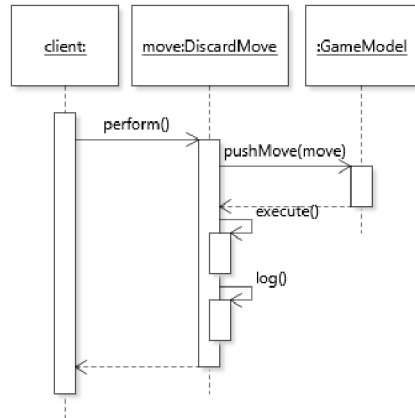 client:
move:DiscardMove
:GameModel
perform()
pushMove(move)
execute()
log()